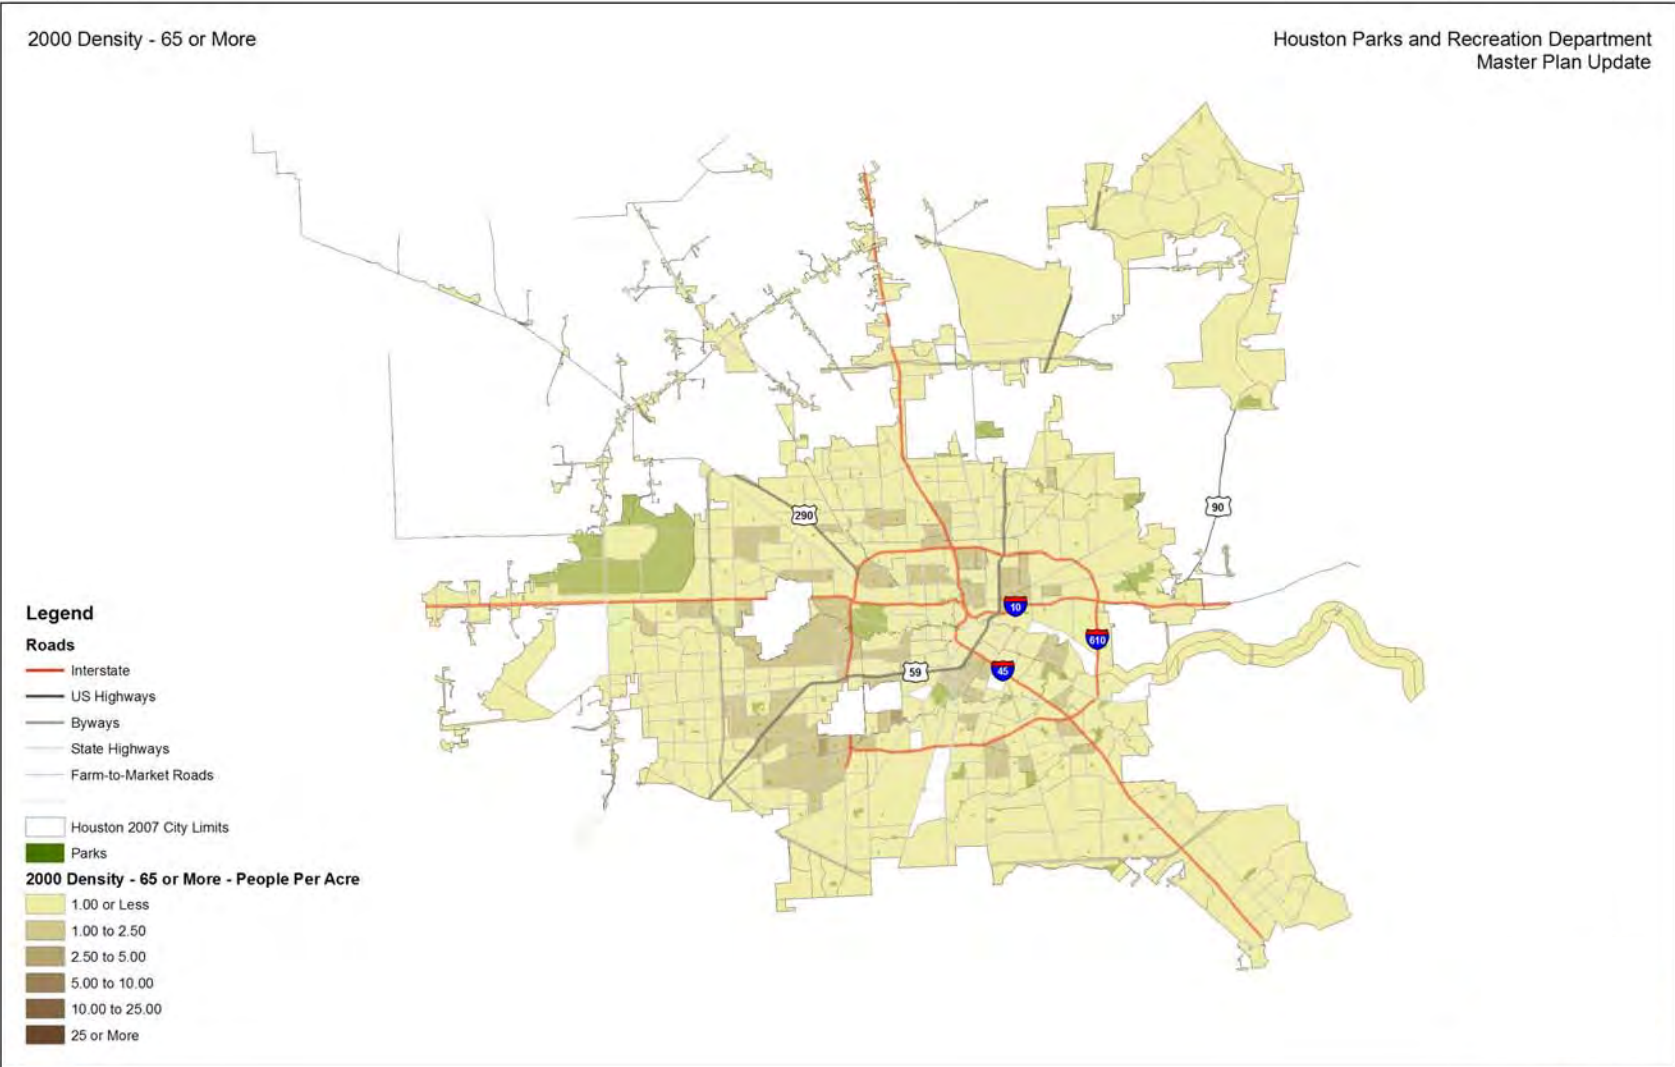 2000 Density - 65 or More
Houston Parks and Recreation Department
Master Plan Update
290
90
10
610
59
45
Legend
Roads
Interstate
US Highways
Byways
State Highways
Farm-to-Market Roads
Houston 2007 City Limits
Parks
2000 Density - 65 or More - People Per Acre
1.00 or Less
1.00 to 2.50
2.50 to 5.00
5.00 to 10.00
10.00 to 25.00
25 or More